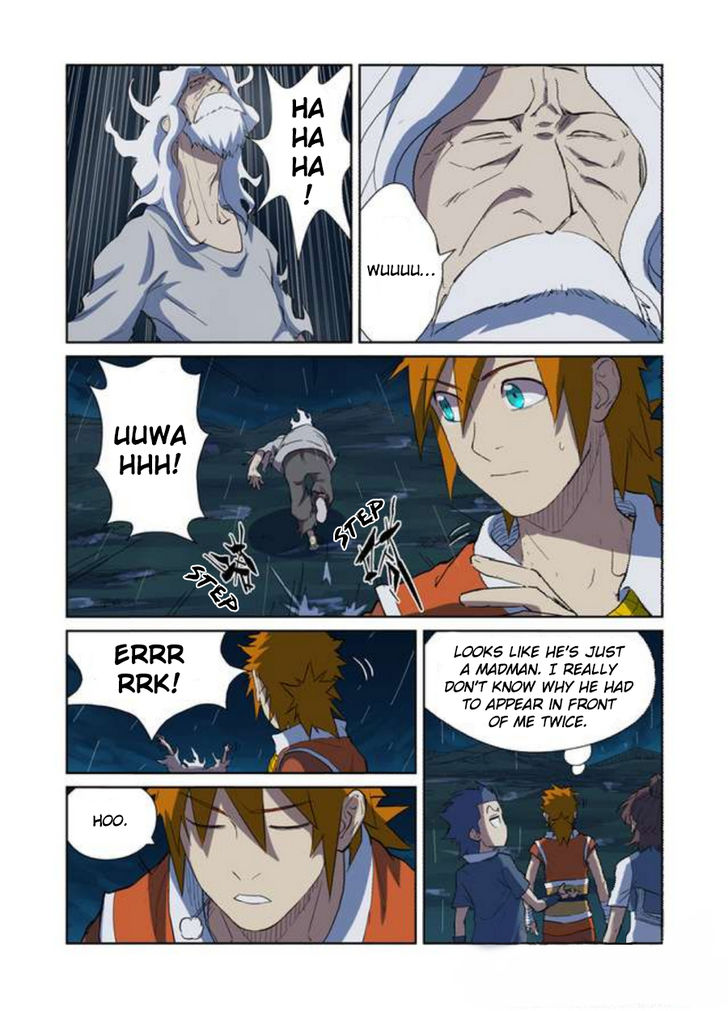 HA
HA
HA
!
WUUUU...
UUWA
HHH!
STEP
STEP
ERRR
RRK!
LOOKS LIKE HE'S JUST
A MADMAN. I REALLY
DON'T KNOW WHY HE HAD
TO APPEAR IN FRONT
OF ME TWICE.
HOO.